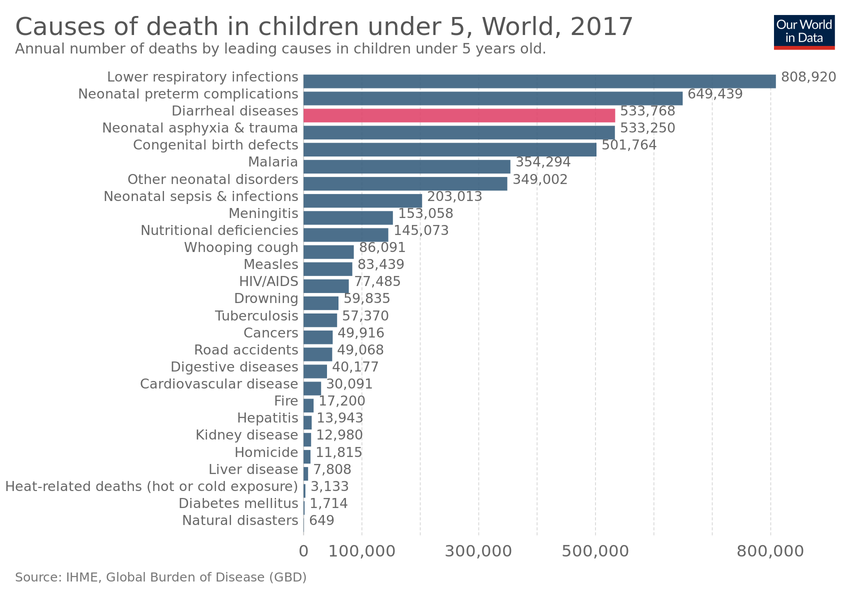 Causes of death in children under 5, World, 2017
Annual number of deaths by leading causes in children under 5 years old.
Our World
in Data
Lower respiratory infections 808,920
Neonatal preterm complications 649,439
Diarrheal diseases 533,768
Neonatal asphyxia & trauma 533,250
Congenital birth defects 501,764
Malaria 354,294
Other neonatal disorders 349,002
Neonatal sepsis & infections 203,013
Meningitis 153,058
Nutritional deficiencies 145,073
Whooping cough 86,091
Measles 83,439
HIV/AIDS 77,485
Drowning 59,835
Tuberculosis 57,370
Cancers 49,916
Road accidents 49,068
Digestive diseases 40,177
Cardiovascular disease 30,091
Fire 17,200
Hepatitis 13,943
Kidney disease 12,980
Homicide 11,815
Liver disease 7,808
Heat-related deaths (hot or cold exposure) 3,133
Diabetes mellitus 1,714
Natural disasters 649
0 100,000 300,000 500,000 800,000
Source: IHME, Global Burden of Disease (GBD)